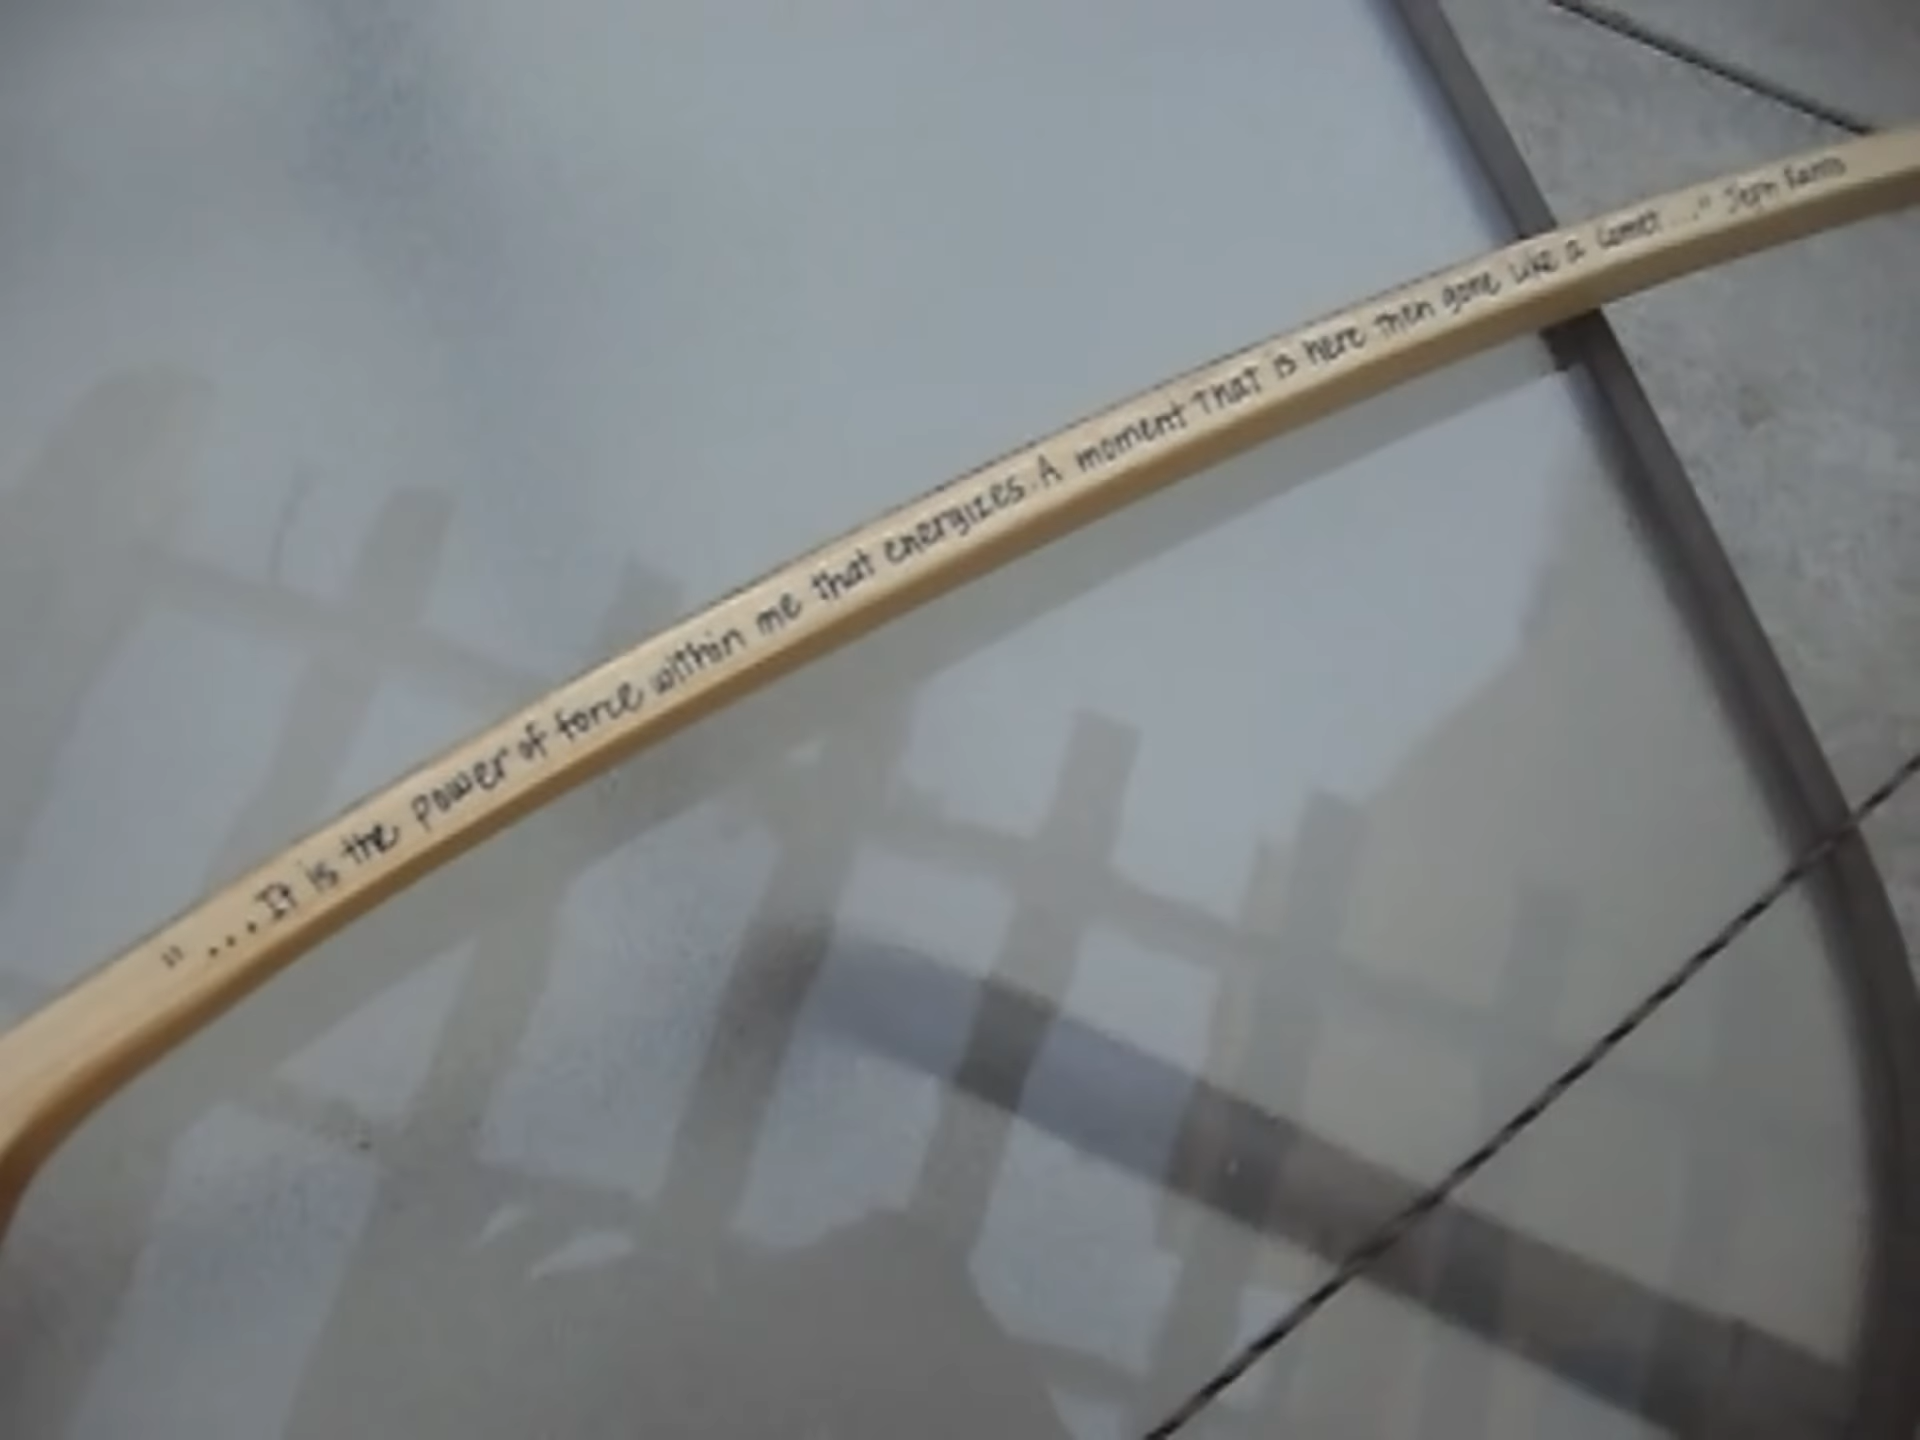 "...It is the power of force within me that energizes. A moment that is here then gone like a comet..."